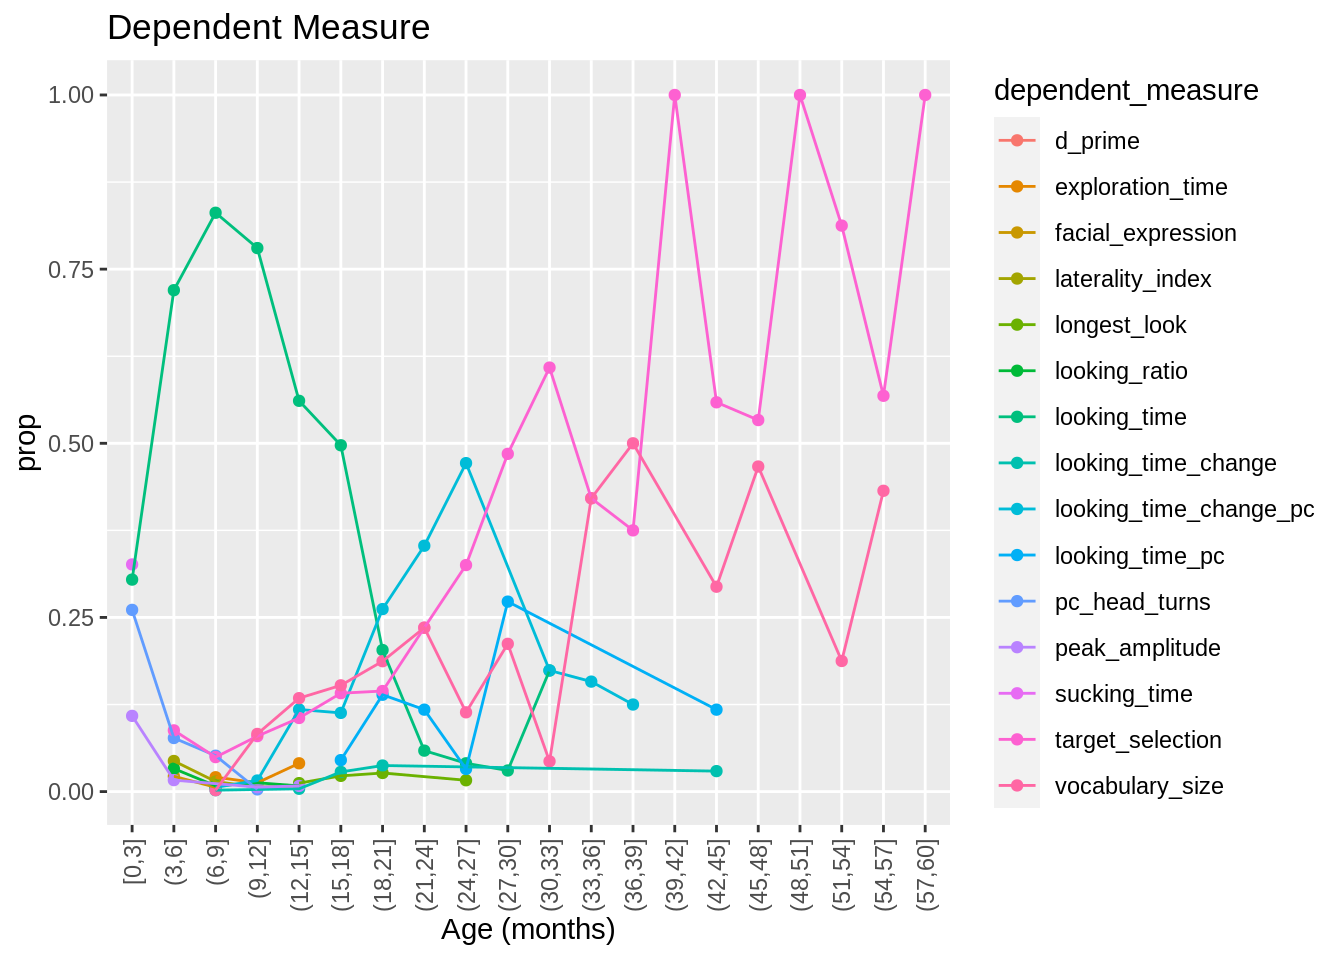 Dependent Measure
1.00
0.75
0.50
0.25
0.00
prop
[0,3]
(3,6]
(6,9]
(9,12]
(12,15]
(15,18]
(18,21]
(21,24]
(24,27]
(27,30]
(30,33]
(33,36]
(36,39]
(39,42]
(42,45]
(45,48]
(48,51]
(51,54]
(54,57]
(57,60]
Age (months)
dependent_measure
d_prime
exploration_time
facial_expression
laterality_index
longest_look
looking_ratio
looking_time
looking_time_change
looking_time_change_pc
looking_time_pc
pc_head_turns
peak_amplitude
sucking_time
target_selection
vocabulary_size